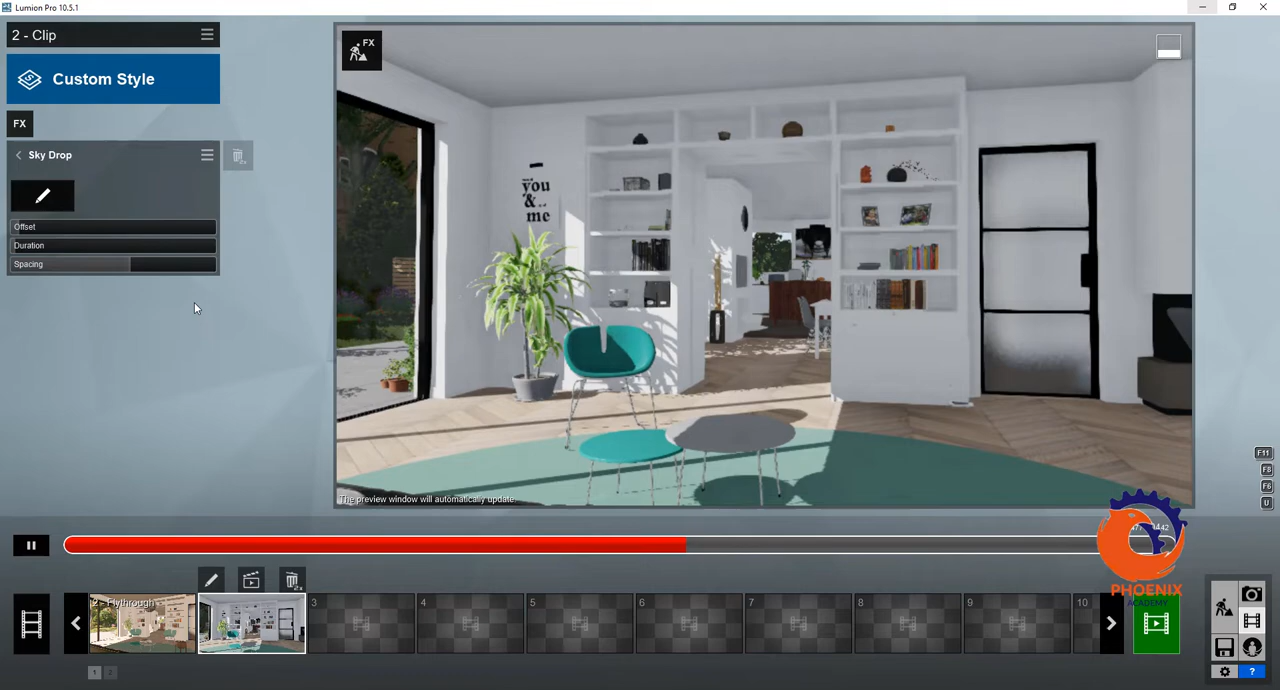 Lumion Pro 10.5.1
2 - Clip
Custom Style
FX
Sky Drop
Offset
Duration
Spacing
FX
you
&
me
The preview window will automatically update.
F11
F8
F6
U
2 - Flythrough
3
4
5
6
7
8
9
10
PHOENIX
ACADEMY
1
2
?